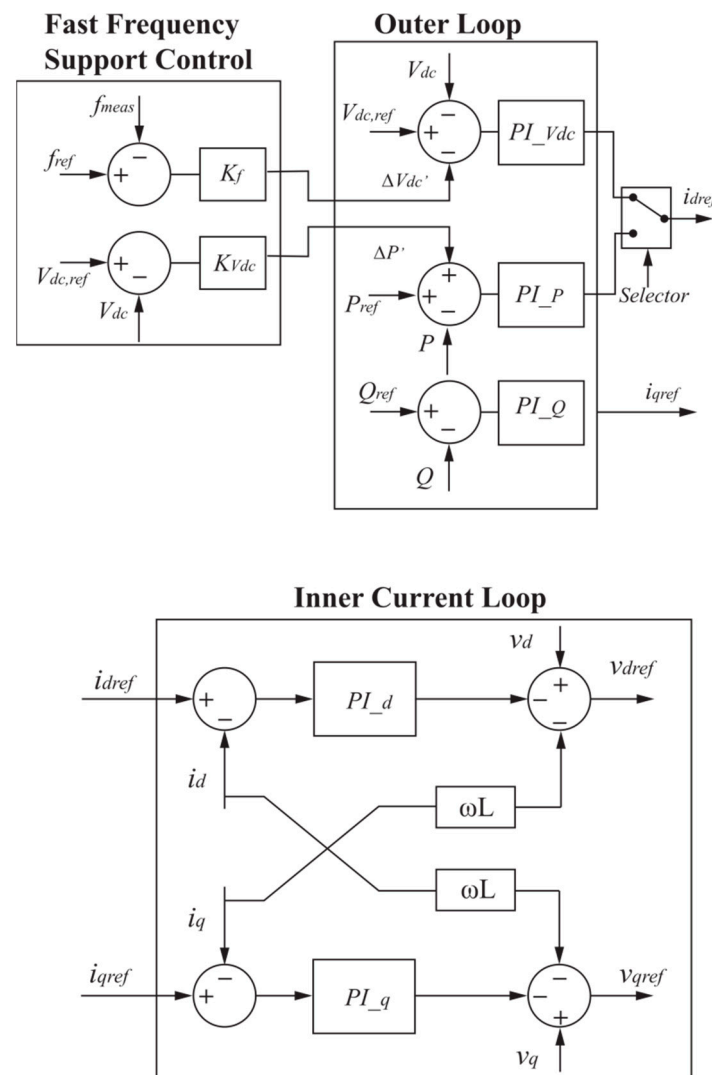 Fast Frequency
Support Control
fmeas
−
fref
+
Kf
Vdc,ref
+
−
KVdc
Vdc
Outer Loop
Vdc
Vdc,ref
−
+
−
PI_Vdc
ΔVdc'
ΔP'
+
Pref
+
−
PI_P
P
Qref
+
−
PI_Q
Q
idref
Selector
iqref
Inner Current Loop
idref
+
−
PI_d
vd
+
−
−
vdref
id
ωL
ωL
iq
iqref
−
+
PI_q
−
−
+
vqref
vq